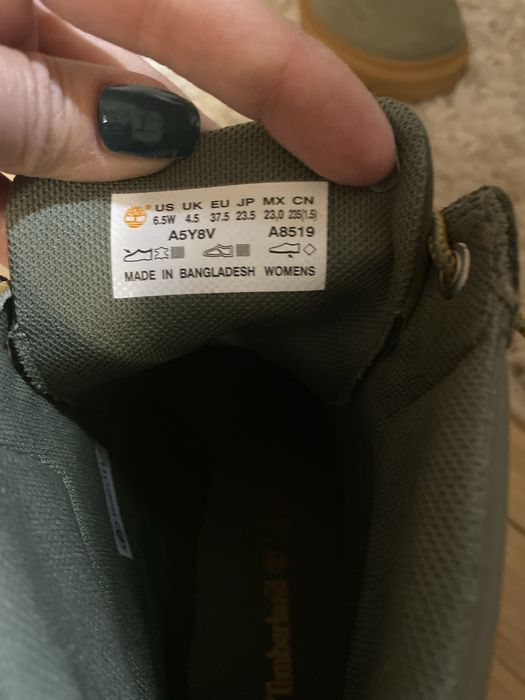 US UK EU JP MX CN
6.5W 4.5 37.5 23.5 23,0 235(1.5)
A5Y8V A8519
MADE IN BANGLADESH WOMENS
Timberland